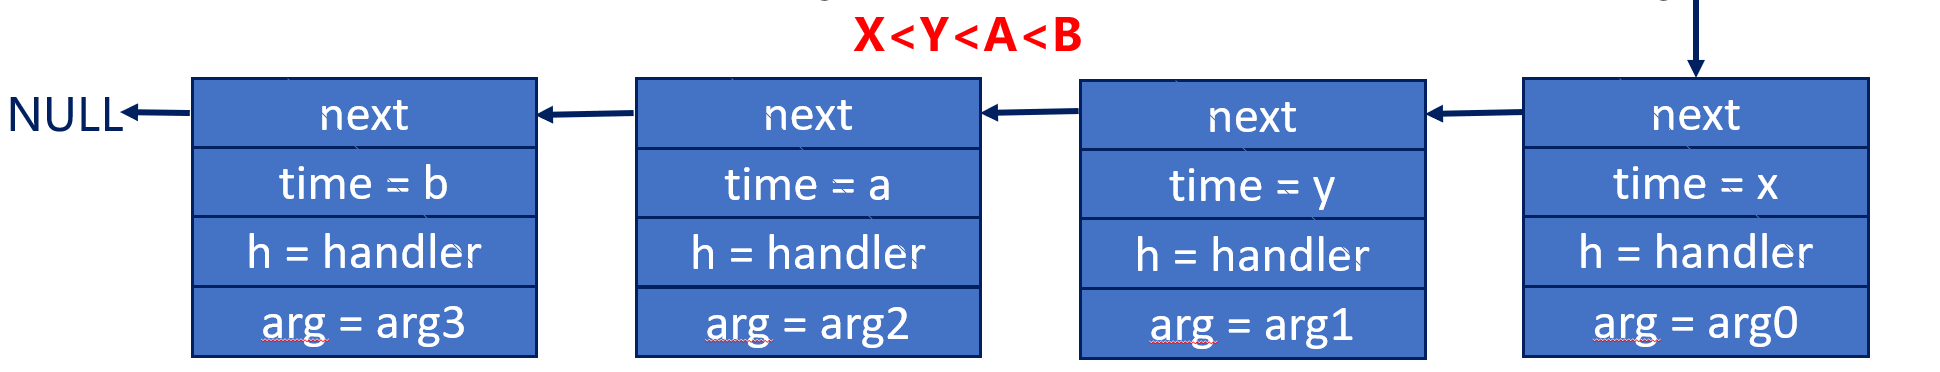 X<Y<A<B
NULL
next
time = b
h = handler
arg = arg3
next
time = a
h = handler
arg = arg2
next
time = y
h = handler
arg = arg1
next
time = x
h = handler
arg = arg0